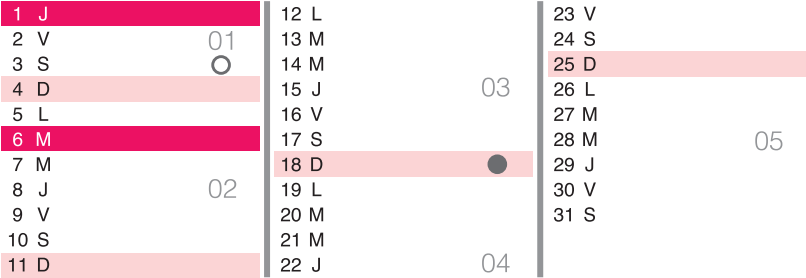 1 J
2 V 01
3 S
4 D
5 L
6 M
7 M
8 J 02
9 V
10 S
11 D
12 L
13 M
14 M
15 J 03
16 V
17 S
18 D
19 L
20 M
21 M
22 J 04
23 V
24 S
25 D
26 L
27 M
28 M 05
29 J
30 V
31 S